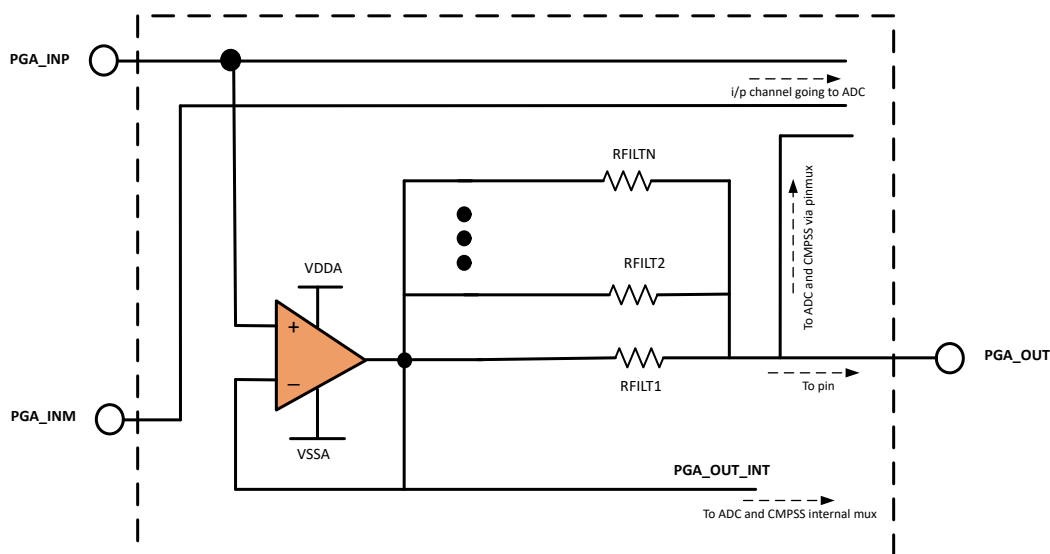 PGA_INP
i/p channel going to ADC
RFILTN
To ADC and CMPSS via pinmux
RFILT2
VDDA
+
PGA_OUT
−
RFILT1
To pin
PGA_INM
VSSA
PGA_OUT_INT
To ADC and CMPSS internal mux